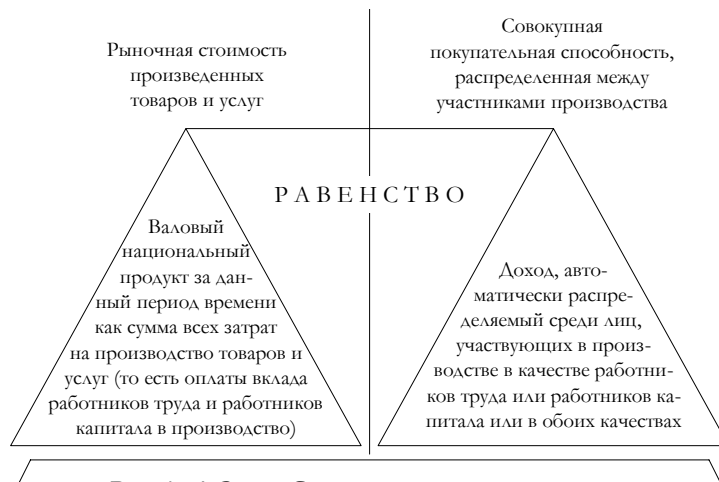 Рыночная стоимость
произведенных
товаров и услуг
Совокупная
покупательная способность,
распределенная между
участниками производства
РАВЕНСТВО
Валовый
национальный
продукт за дан-
ный период времени
как сумма всех затрат
на производство товаров и
услуг (то есть оплаты вклада
работников труда и работников
капитала в производство)
Доход, авто-
матически распре-
деляемый среди лиц,
участвующих в произ-
водстве в качестве работни-
ков труда или работников ка-
питала или в обоих качествах